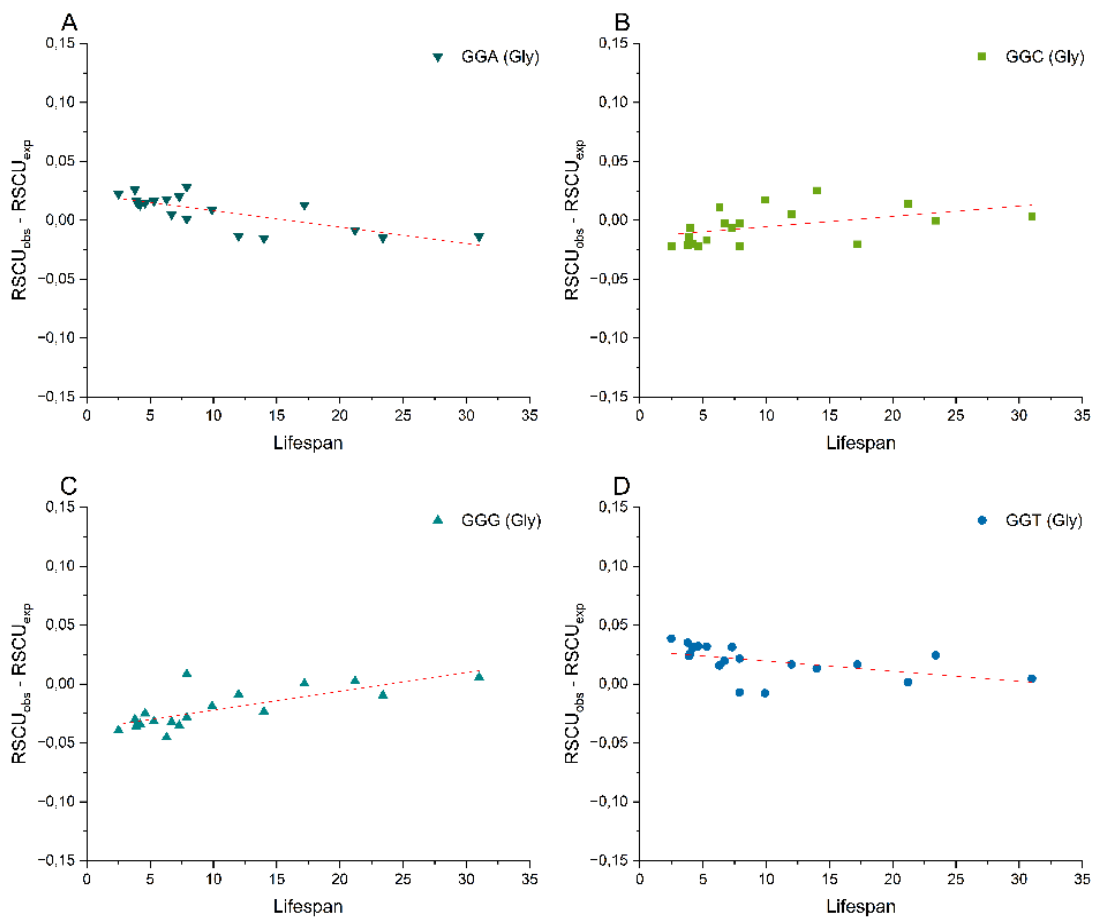 A
B
GGA (Gly)
GGC (Gly)
RSCUobs - RSCUexp
0,15
0,10
0,05
0,00
−0,05
−0,10
−0,15
0 5 10 15 20 25 30 35
Lifespan
RSCUobs - RSCUexp
0,15
0,10
0,05
0,00
−0,05
−0,10
−0,15
0 5 10 15 20 25 30 35
Lifespan
C
D
GGG (Gly)
GGT (Gly)
RSCUobs - RSCUexp
0,15
0,10
0,05
0,00
−0,05
−0,10
−0,15
0 5 10 15 20 25 30 35
Lifespan
RSCUobs - RSCUexp
0,15
0,10
0,05
0,00
−0,05
−0,10
−0,15
0 5 10 15 20 25 30 35
Lifespan